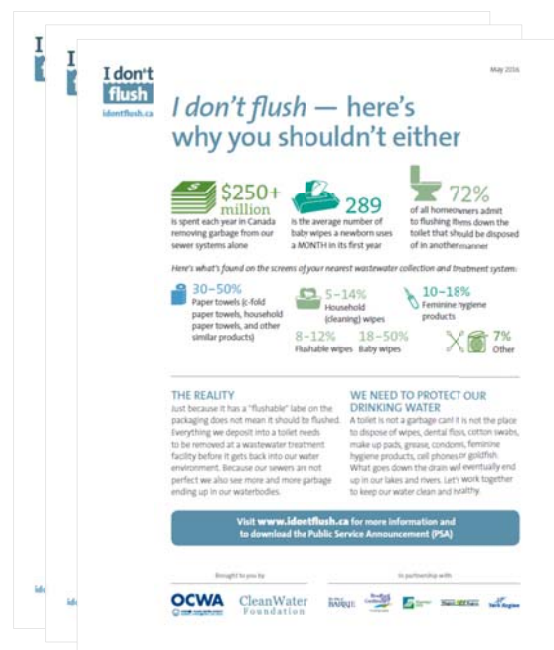 I don't
flush
idontflush.ca
May 2016
I don't flush — here's
why you shouldn't either
$250+
million
is spent each year in Canada
removing garbage from our
sewer systems alone
289
is the average number of
baby wipes a newborn uses
a MONTH in its first year
72%
of all homeowners admit
to flushing items down the
toilet that should be disposed
of in another manner
Here's what's found on the screens of your nearest wastewater collection and treatment system:
30–50%
Paper towels (c-fold
paper towels, household
paper towels, and other
similar products)
5–14%
Household
(cleaning) wipes
10–18%
Feminine hygiene
products
8–12%
Flushable wipes
18–50%
Baby wipes
7%
Other
THE REALITY
Just because it has a "flushable" label on the
packaging does not mean it should be flushed.
Everything we deposit into a toilet needs
to be removed at a wastewater treatment
facility before it gets back into our water
environment. Because our sewers are not
perfect we also see more and more garbage
ending up in our waterbodies.
WE NEED TO PROTECT OUR
DRINKING WATER
A toilet is not a garbage can! It is not the place
to dispose of wipes, dental floss, cotton swabs,
make up pads, grease, condoms, feminine
hygiene products, cell phones or goldfish.
What goes down the drain will eventually end
up in our lakes and rivers. Let's work together
to keep our water clean and healthy.
Visit www.idontflush.ca for more information and
to download the Public Service Announcement (PSA)
Brought to you by
In partnership with
OCWA
CleanWater
Foundation
BARRIE
York Region